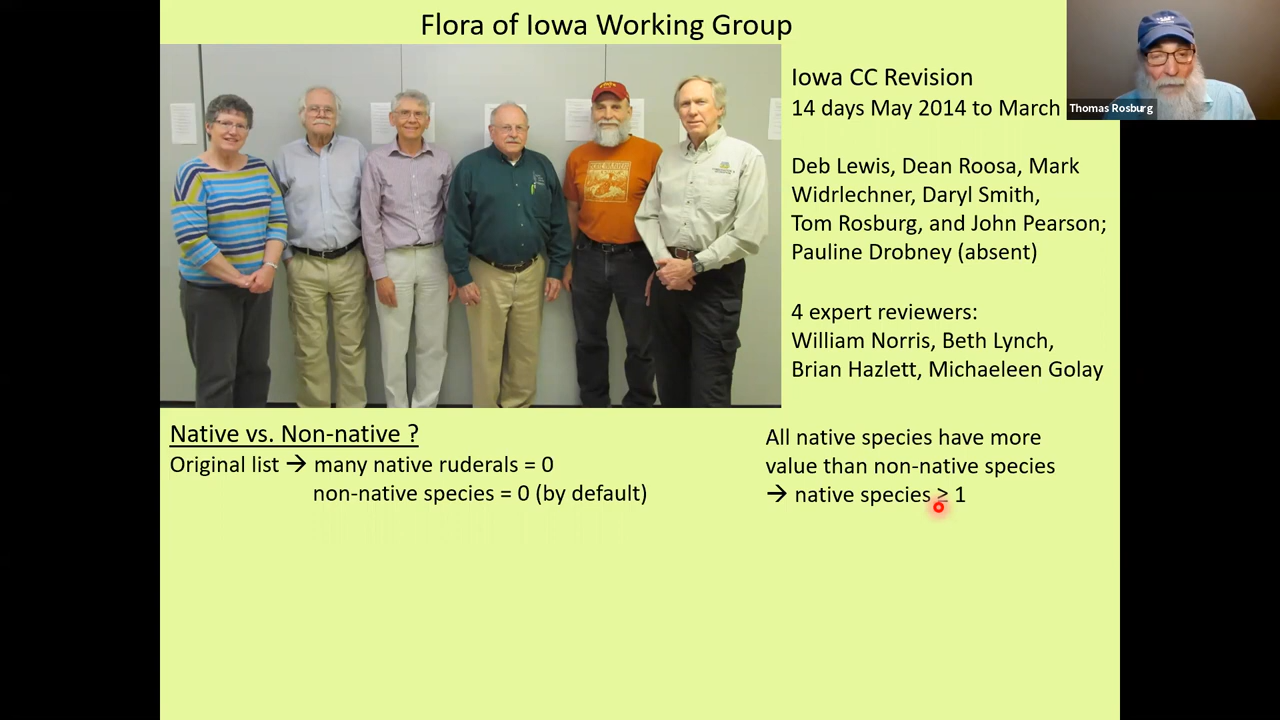 Flora of Iowa Working Group
Iowa CC Revision
14 days May 2014 to March
Thomas Rosburg
Deb Lewis, Dean Roosa, Mark
Widrlechner, Daryl Smith,
Tom Rosburg, and John Pearson;
Pauline Drobney (absent)
4 expert reviewers:
William Norris, Beth Lynch,
Brian Hazlett, Michaeleen Golay
Native vs. Non-native ?
Original list → many native ruderals = 0
non-native species = 0 (by default)
All native species have more
value than non-native species
→ native species ≥ 1